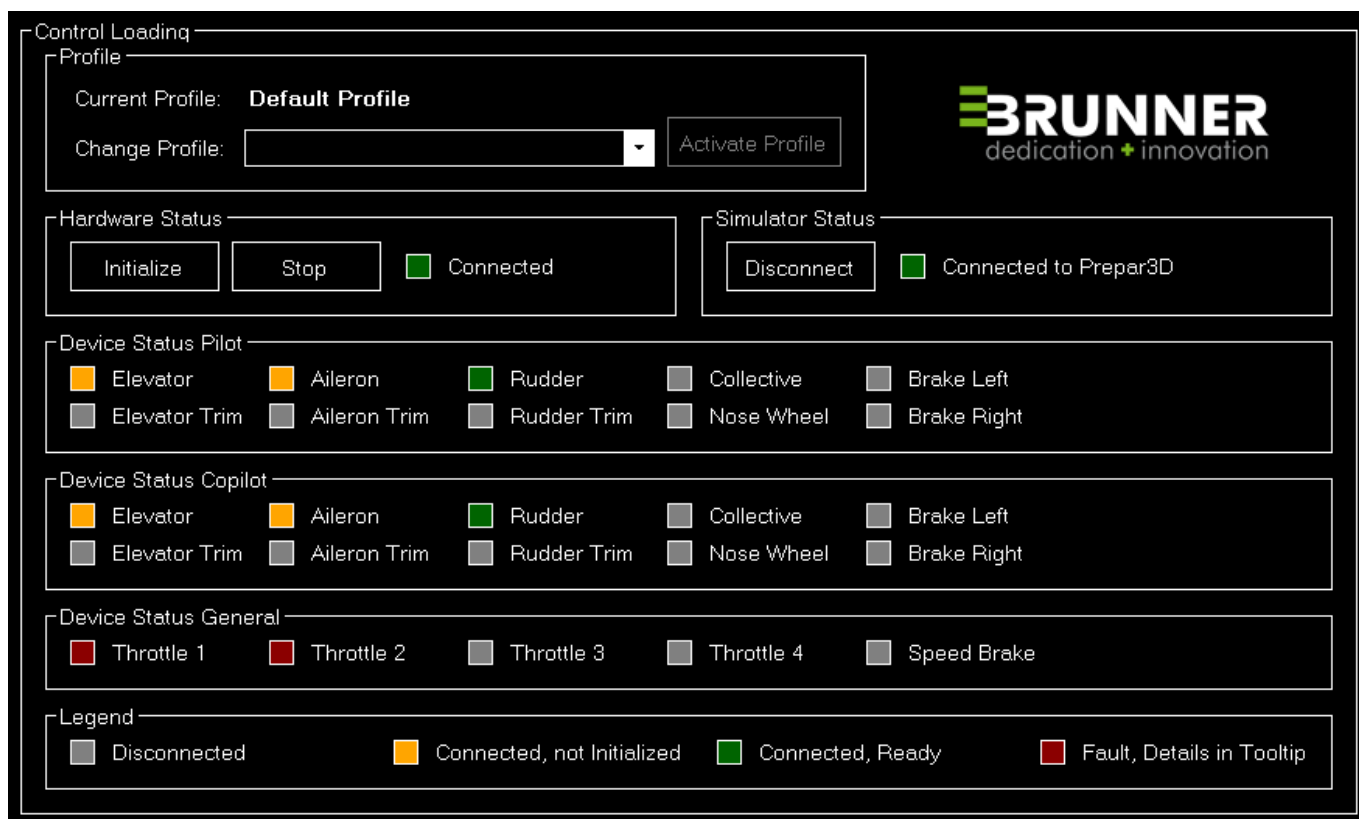 Control Loading
Profile
Current Profile: Default Profile
Change Profile: Activate Profile
BRUNNER
dedication + innovation
Hardware Status
Initialize Stop Connected
Simulator Status
Disconnect Connected to Prepar3D
Device Status Pilot
Elevator Aileron Rudder Collective Brake Left
Elevator Trim Aileron Trim Rudder Trim Nose Wheel Brake Right
Device Status Copilot
Elevator Aileron Rudder Collective Brake Left
Elevator Trim Aileron Trim Rudder Trim Nose Wheel Brake Right
Device Status General
Throttle 1 Throttle 2 Throttle 3 Throttle 4 Speed Brake
Legend
Disconnected Connected, not Initialized Connected, Ready Fault, Details in Tooltip